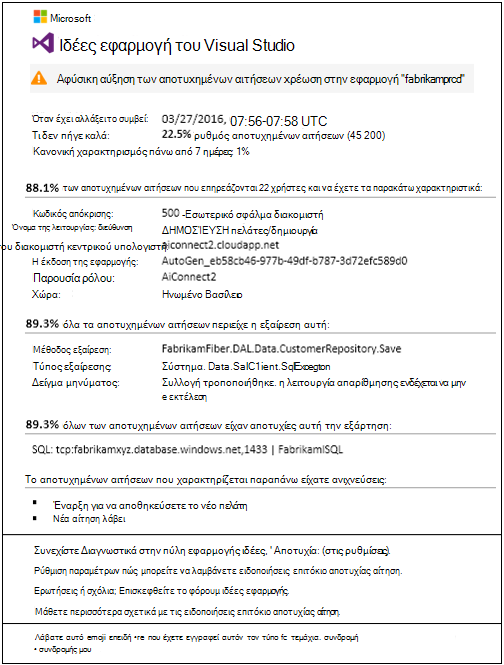 Microsoft
Ιδέες εφαρμογή του Visual Studio
Αφύσικη αύξηση των αποτυχημένων αιτήσεων χρέωση στην εφαρμογή "fabrikamprod"
Όταν έχει αλλάξει το συμβεί: 03/27/2016, 07:56-07:58 UTC
Τι δεν πήγε καλά: 22.5% ρυθμός αποτυχημένων αιτήσεων (45 200)
Κανονική χαρακτηρισμός πάνω από 7 ημέρες: 1%
88.1% των αποτυχημένων αιτήσεων που επηρεάζονται 22 χρήστες και να έχετε τα παρακάτω χαρακτηριστικά:
Κωδικός απόκρισης: 500 -Εσωτερικό σφάλμα διακομιστή
Όνομα της λειτουργίας: διεύθυνση ΔΗΜΟΣΊΕΥΣΗ πελάτες/δημιουργία
του διακομιστή κεντρικού υπολογιστή: aiconnect2.cloudapp.net
Η έκδοση της εφαρμογής: AutoGen_eb58cb46-977b-49df-b787-3d72efc589d0
Παρουσία ρόλου: AiConnect2
Χώρα: Ηνωμένο Βασίλειο
89.3% όλα τα αποτυχημένων αιτήσεων περιείχε η εξαίρεση αυτή:
Μέθοδος εξαίρεση: FabrikamFiber.DAL.Data.CustomerRepository.Save
Τύπος εξαίρεσης: Σύστημα. Data.SalC1ient.SqlExcegton
Δείγμα μηνύματος: Συλλογή τροποποιήθηκε. η λειτουργία απαρίθμησης ενδέχεται να μην
e εκτέλεση
89.3% όλων των αποτυχημένων αιτήσεων είχαν αποτυχίες αυτή την εξάρτηση:
SQL: tcp:fabrikamxyz.database.windows.net,1433 | FabrikamISQL
Το αποτυχημένων αιτήσεων που χαρακτηρίζεται παραπάνω είχατε ανιχνεύσεις:
▪ Έναρξη για να αποθηκεύσετε το νέο πελάτη
▪ Νέα αίτηση λάβει
Συνεχίστε Διαγνωστικά στην πύλη εφαρμογής ιδέες, ' Αποτυχία: (στις ρυθμίσεις).
Ρύθμιση παραμέτρων πώς μπορείτε να λαμβάνετε ειδοποιήσεις επιτόκιο αποτυχίας αίτηση.
Ερωτήσεις ή σχόλια; Επισκεφθείτε το φόρουμ ιδέες εφαρμογής.
Μάθετε περισσότερα σχετικά με τις ειδοποιήσεις επιτόκιο αποτυχίας αίτηση.
Λάβατε αυτό emoji επειδή •re που έχετε εγγραφεί αυτόν τον τύπο fc τεμάχια. συνδρομή
• συνδρομής μου